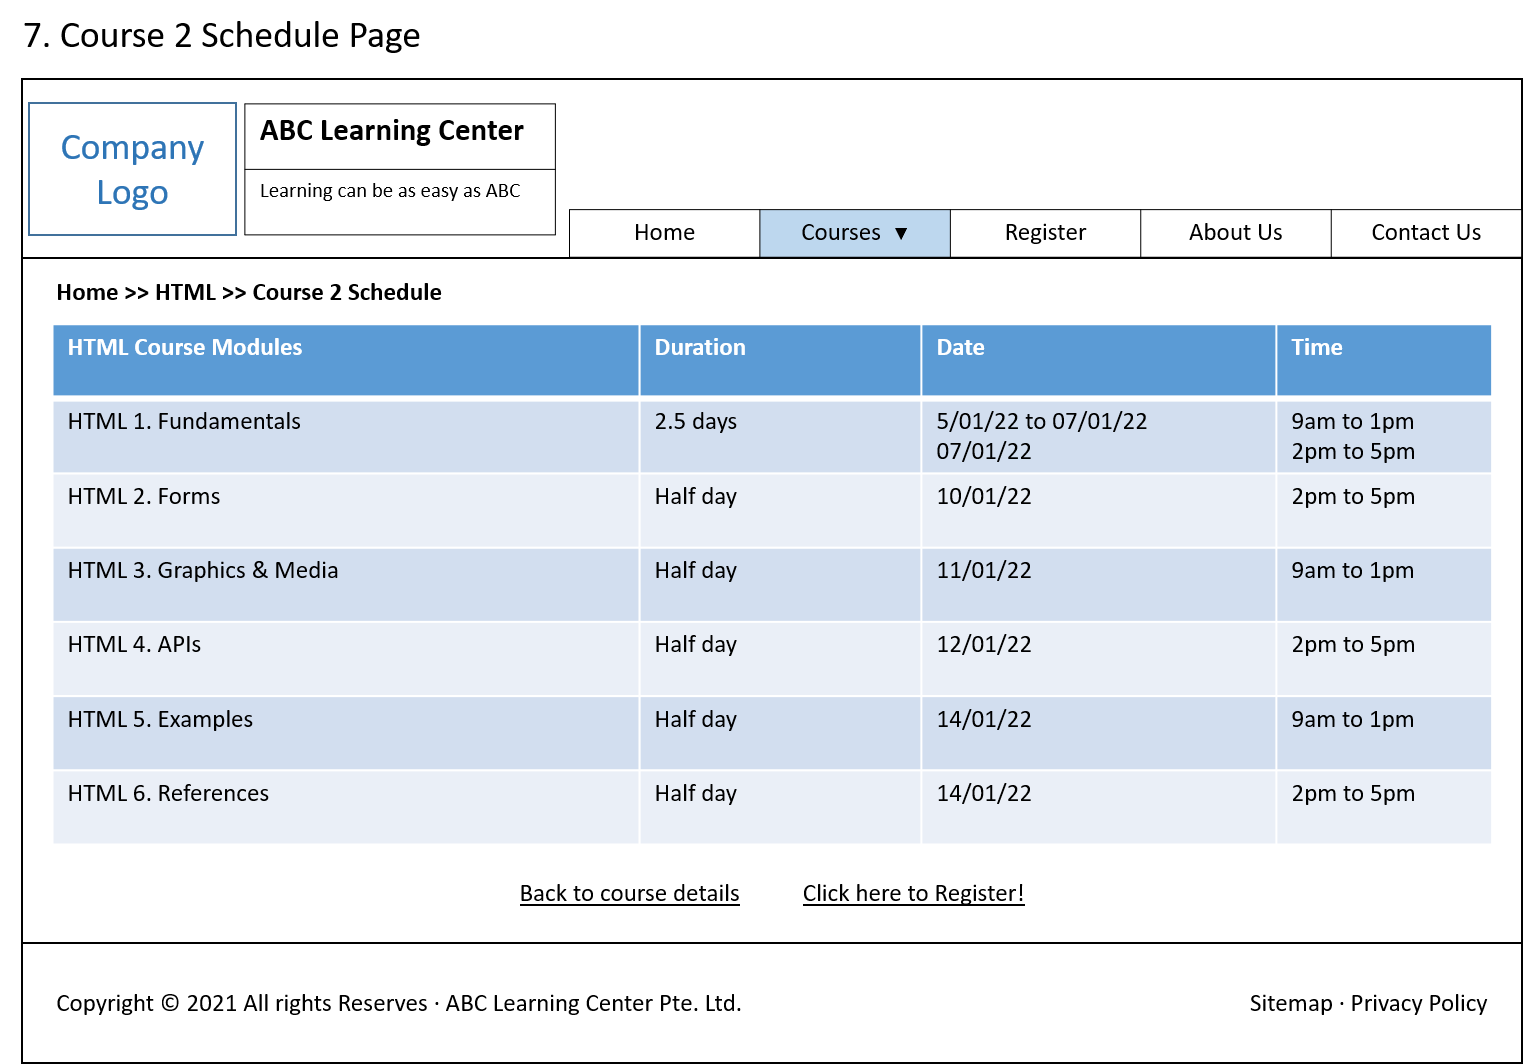 7. Course 2 Schedule Page
Company
Logo
ABC Learning Center
Learning can be as easy as ABC
Home
Courses ▼
Register
About Us
Contact Us
Home >> HTML >> Course 2 Schedule
HTML Course Modules Duration Date Time
HTML 1. Fundamentals 2.5 days 5/01/22 to 07/01/22 9am to 1pm
07/01/22 2pm to 5pm
HTML 2. Forms Half day 10/01/22 2pm to 5pm
HTML 3. Graphics & Media Half day 11/01/22 9am to 1pm
HTML 4. APIs Half day 12/01/22 2pm to 5pm
HTML 5. Examples Half day 14/01/22 9am to 1pm
HTML 6. References Half day 14/01/22 2pm to 5pm
Back to course details Click here to Register!
Copyright © 2021 All rights Reserves · ABC Learning Center Pte. Ltd. Sitemap · Privacy Policy